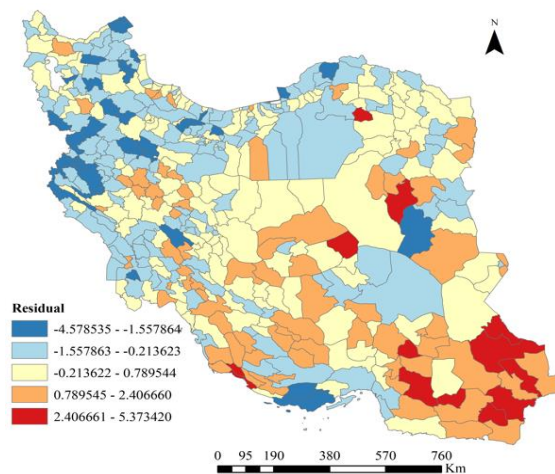 N
Residual
-4.578535 - -1.557864
-1.557863 - -0.213623
-0.213622 - 0.789544
0.789545 - 2.406660
2.406661 - 5.373420
0 95 190 380 570 760
Km